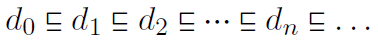 d₀ ⊑ d₁ ⊑ d₂ ⊑ ⋯ ⊑ dₙ ⊑ …